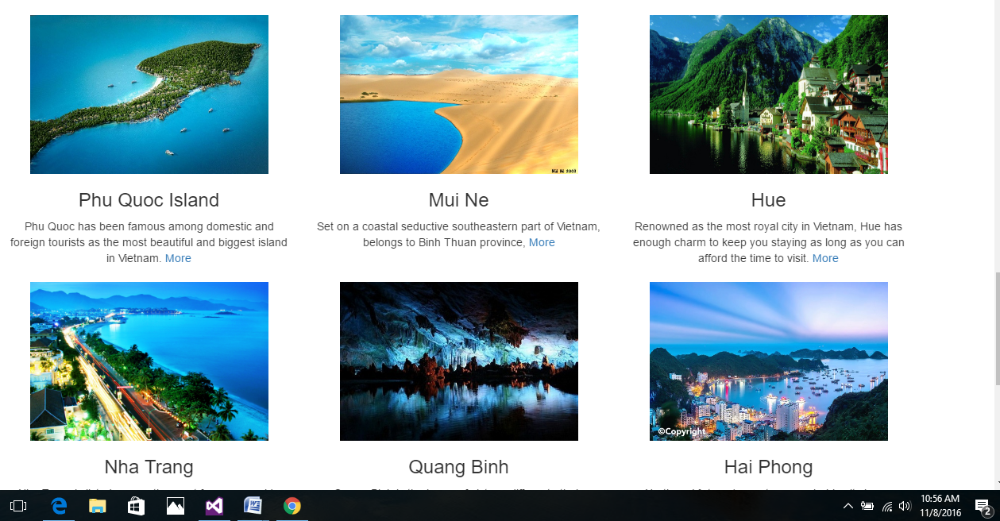 Mũi Né 2003
Phu Quoc Island
Phu Quoc has been famous among domestic and
foreign tourists as the most beautiful and biggest island
in Vietnam. More
Mui Ne
Set on a coastal seductive southeastern part of Vietnam,
belongs to Binh Thuan province, More
Hue
Renowned as the most royal city in Vietnam, Hue has
enough charm to keep you staying as long as you can
afford the time to visit. More
©Copyright
Nha Trang
Quang Binh
Hai Phong
10:56 AM
11/8/2016
2